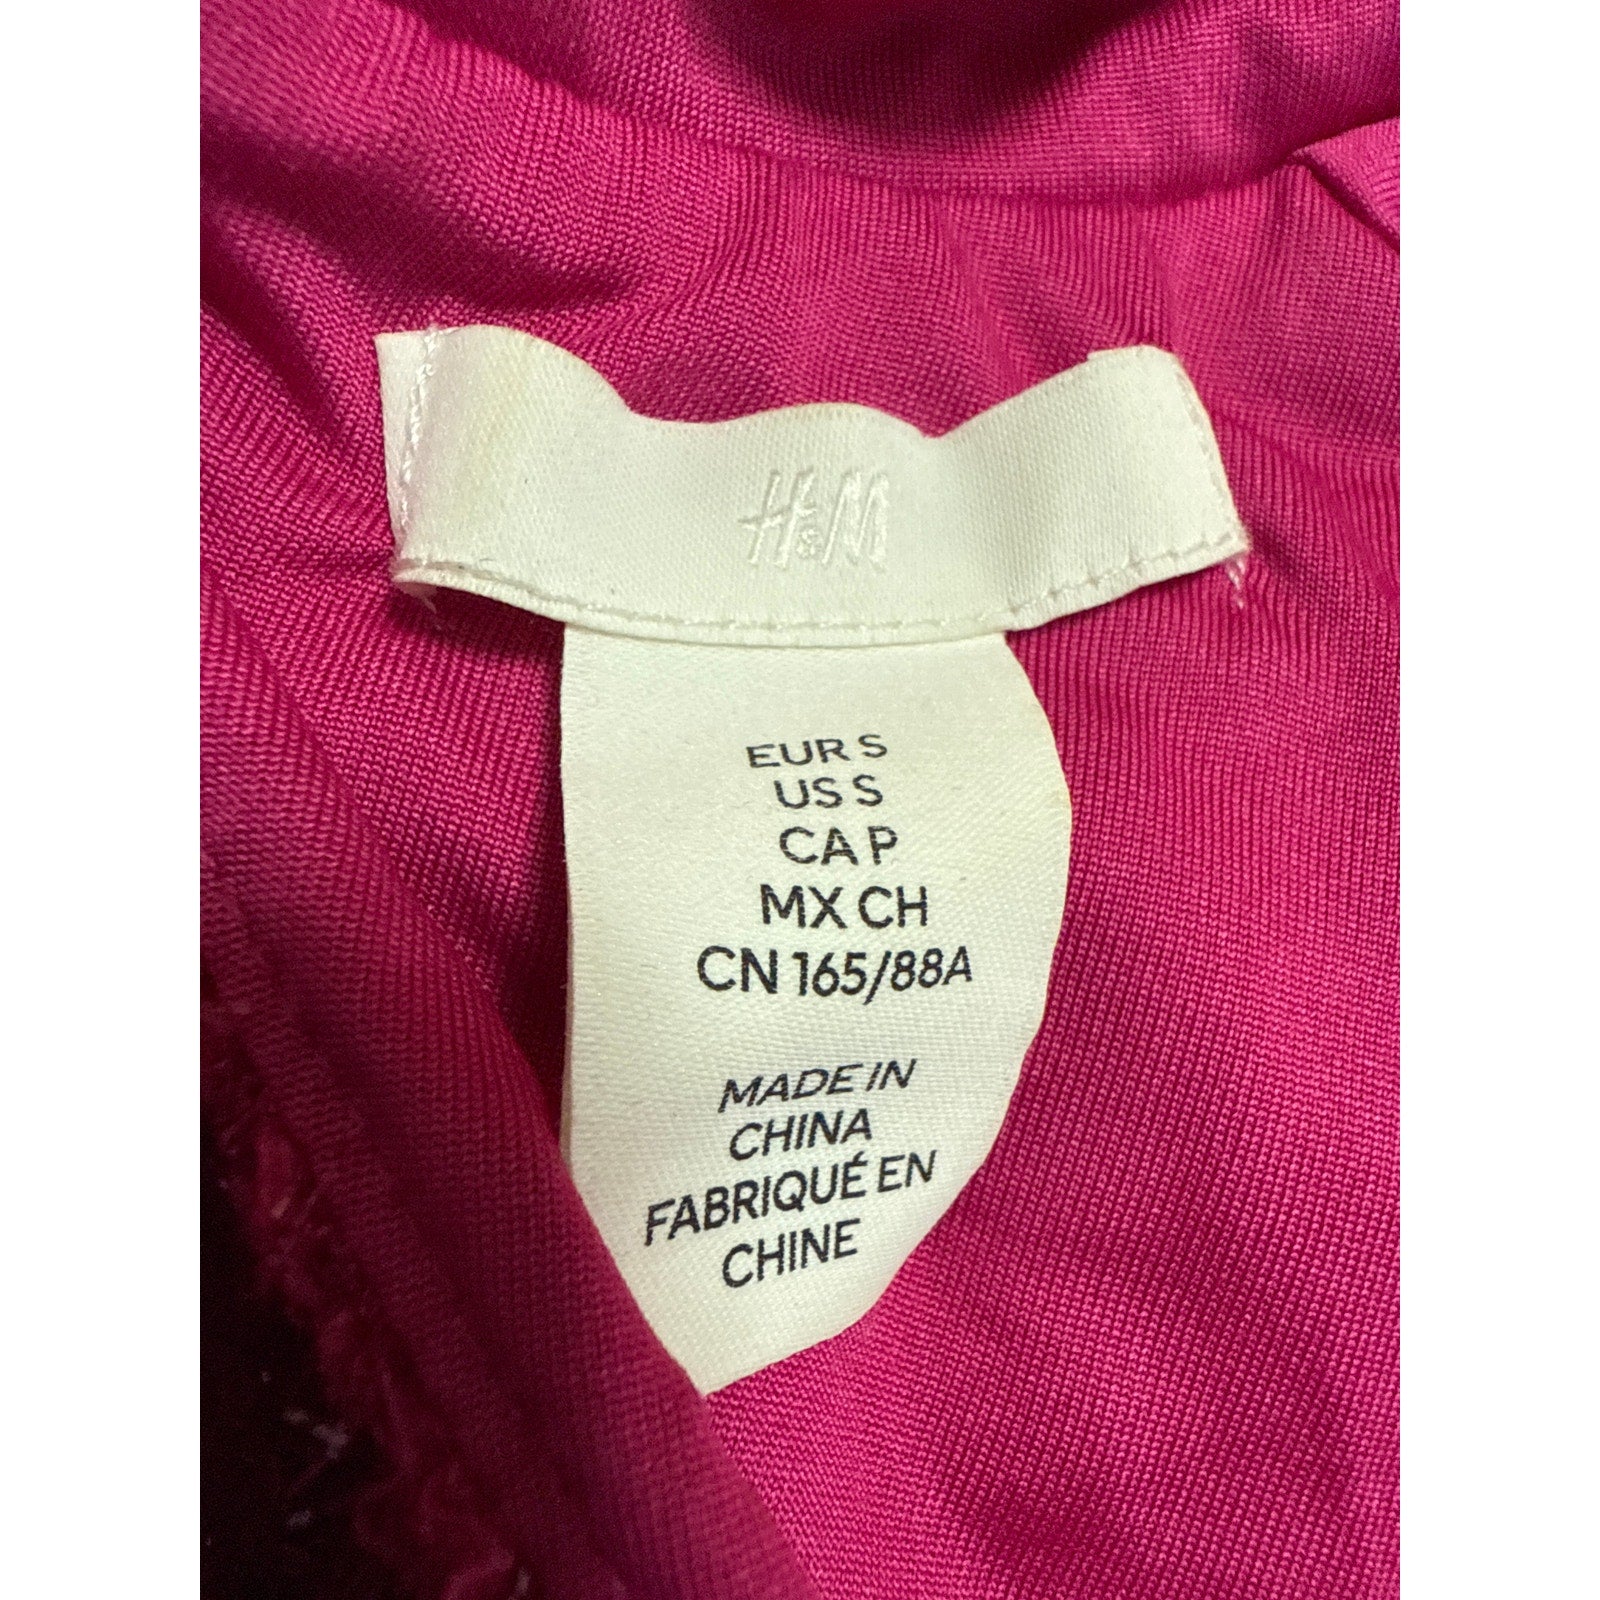 H&M
EUR S
US S
CA P
MX CH
CN 165/88A
MADE IN
CHINA
FABRIQUÉ EN
CHINE